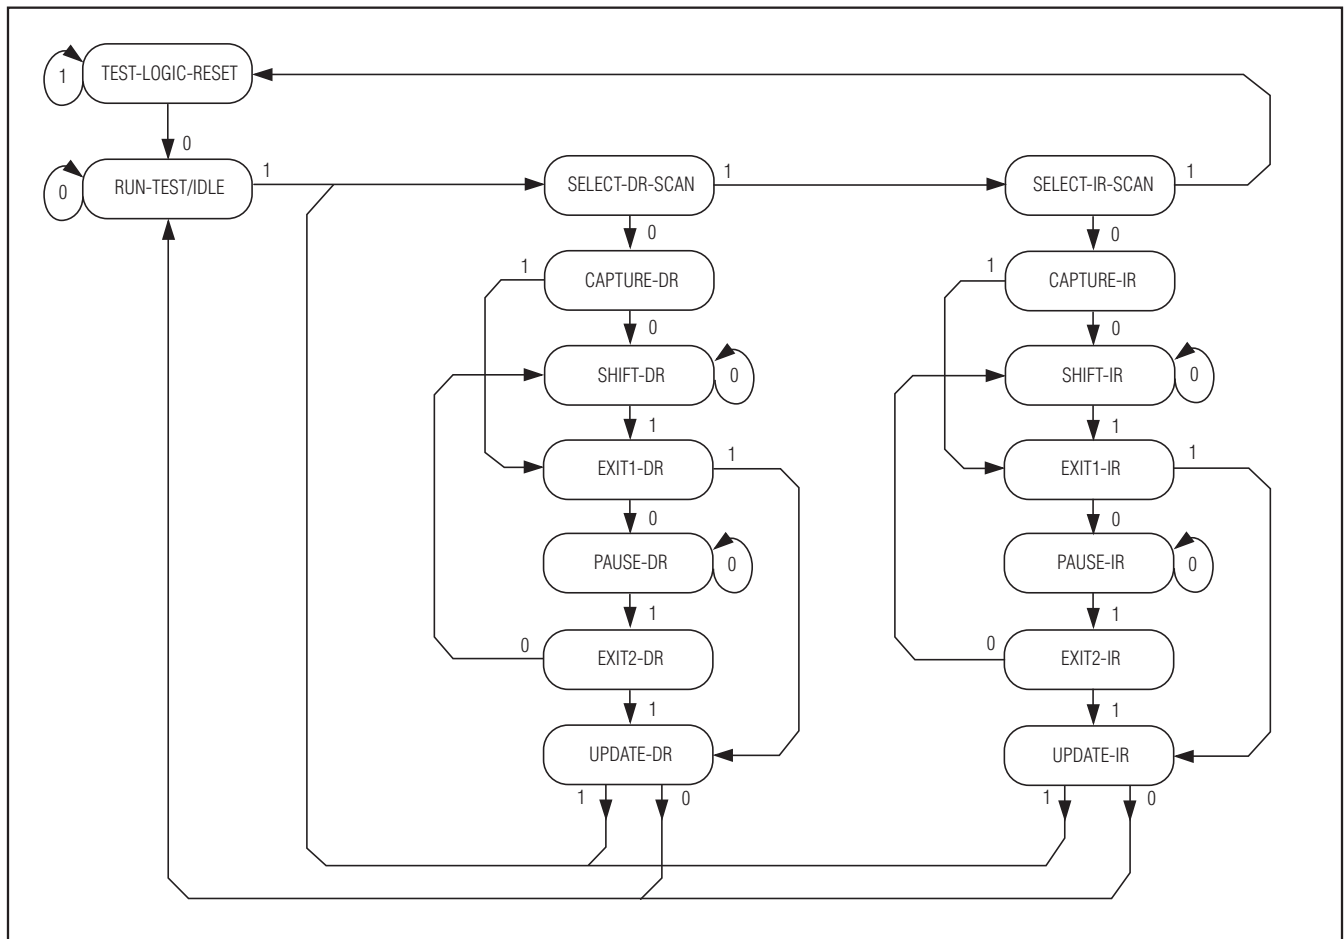 TEST-LOGIC-RESET
1
0
RUN-TEST/IDLE
0
1
SELECT-DR-SCAN
1
SELECT-IR-SCAN
1
0
0
1
CAPTURE-DR
1
CAPTURE-IR
0
0
SHIFT-DR
0
SHIFT-IR
0
1
1
EXIT1-DR
1
EXIT1-IR
1
0
0
PAUSE-DR
0
PAUSE-IR
0
1
1
0
EXIT2-DR
0
EXIT2-IR
1
1
UPDATE-DR
UPDATE-IR
1
0
1
0